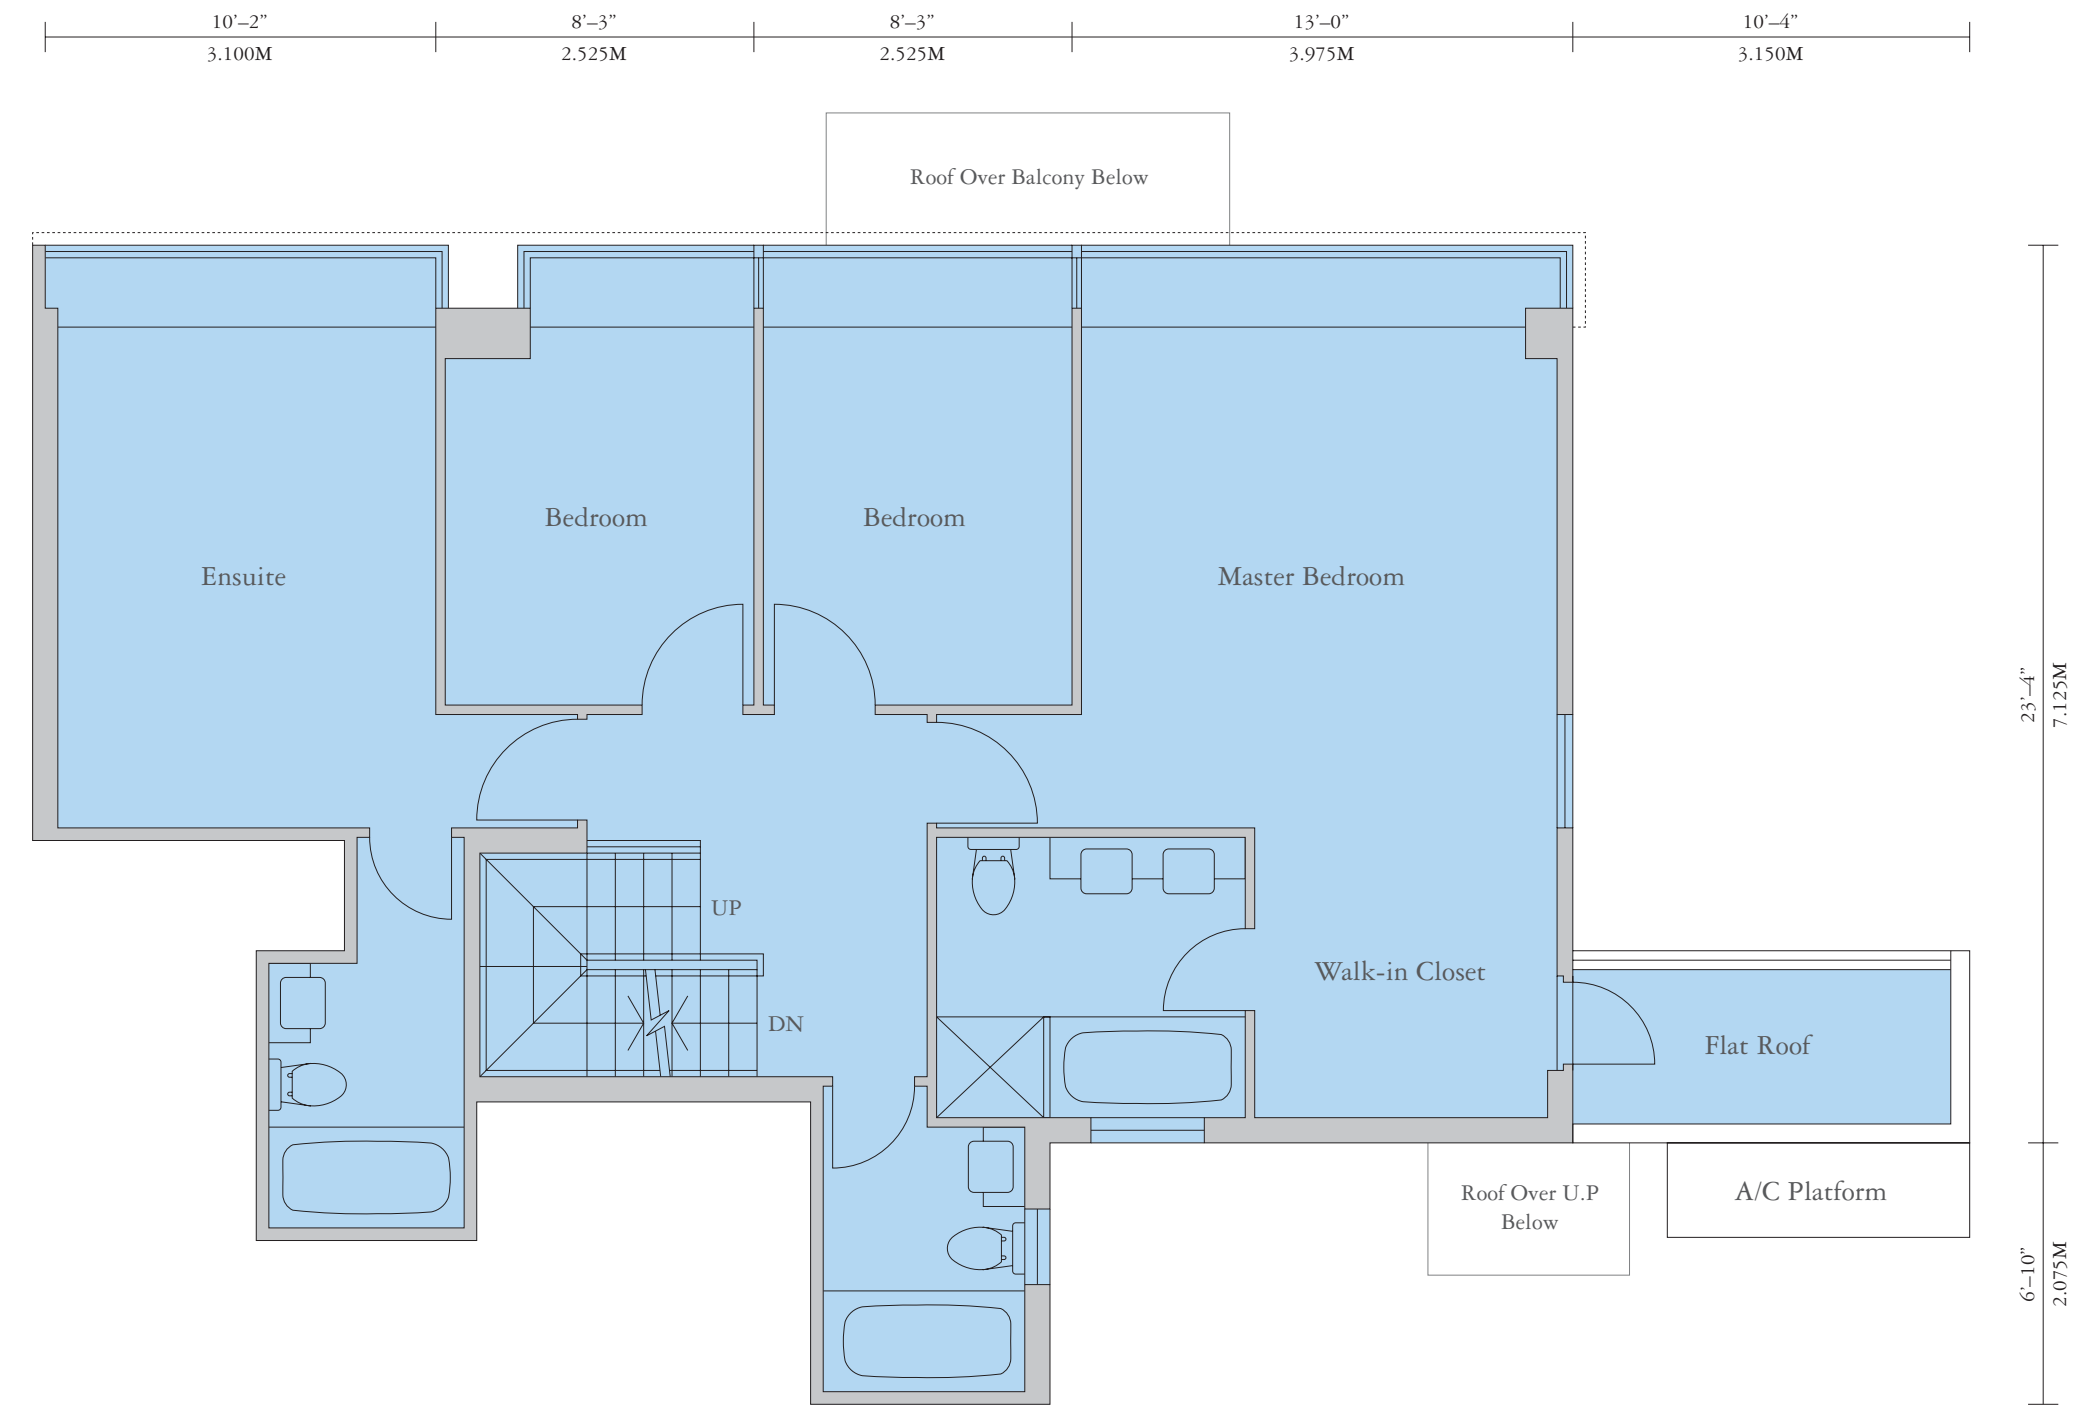 10’–2”
8’–3”
8’–3”
13’–0”
10’–4”
3.100M
2.525M
2.525M
3.975M
3.150M
Roof Over Balcony Below
Bedroom
Bedroom
Ensuite
Master Bedroom
23’–4”
7.125M
UP
Walk-in Closet
DN
Flat Roof
Roof Over U.P
Below
A/C Platform
6’–10”
2.075M